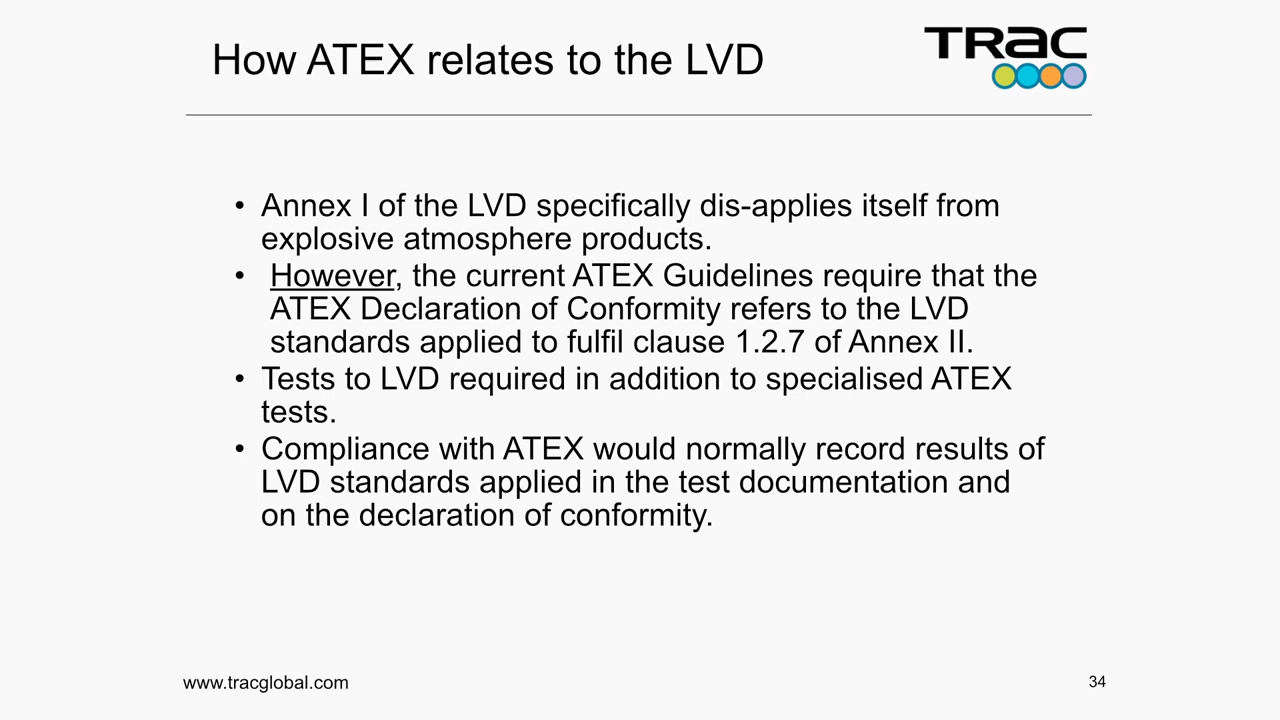 How ATEX relates to the LVD
TRaC
• Annex I of the LVD specifically dis-applies itself from
explosive atmosphere products.
• However, the current ATEX Guidelines require that the
ATEX Declaration of Conformity refers to the LVD
standards applied to fulfil clause 1.2.7 of Annex II.
• Tests to LVD required in addition to specialised ATEX
tests.
• Compliance with ATEX would normally record results of
LVD standards applied in the test documentation and
on the declaration of conformity.
www.tracglobal.com
34